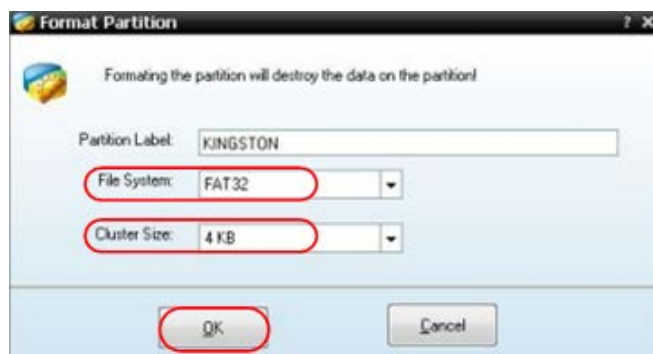 Format Partition ? X
Formating the partition will destroy the data on the partition!
Partition Label: KINGSTON
File System: FAT32
Cluster Size: 4 KB
OK Cancel